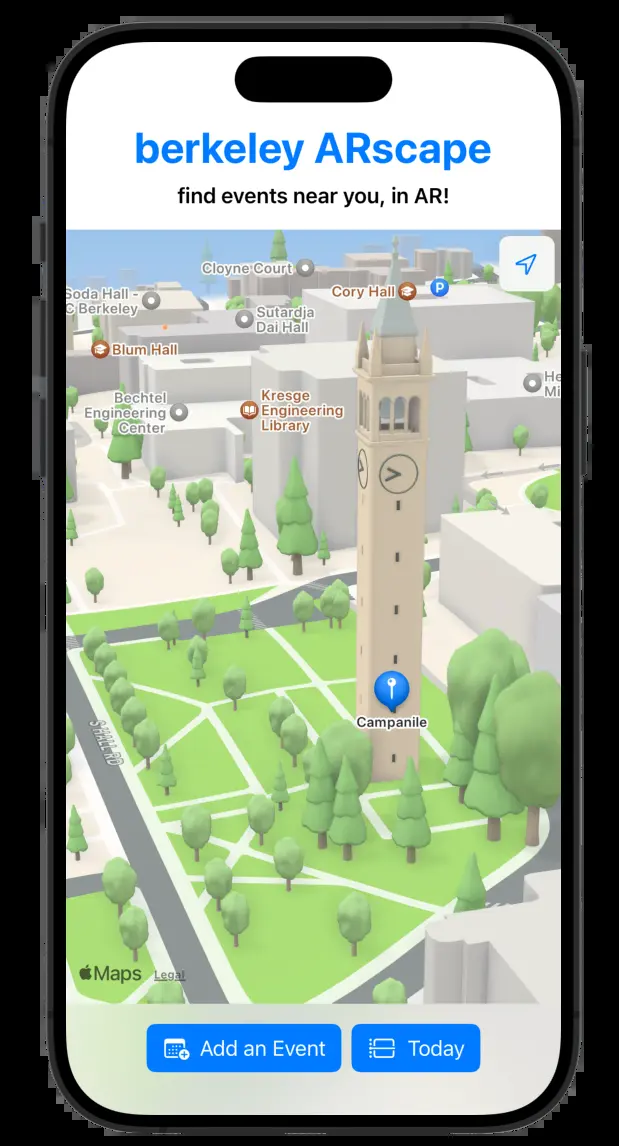 berkeley ARscape
find events near you, in AR!
Cloyne Court
Cory Hall
P
Soda Hall -
C Berkeley
Sutardja
Dai Hall
Blum Hall
He
Mi
Bechtel
Engineering
Center
Kresge
Engineering
Library
Campanile
S HALL RD
Maps
Legal
Add an Event
Today